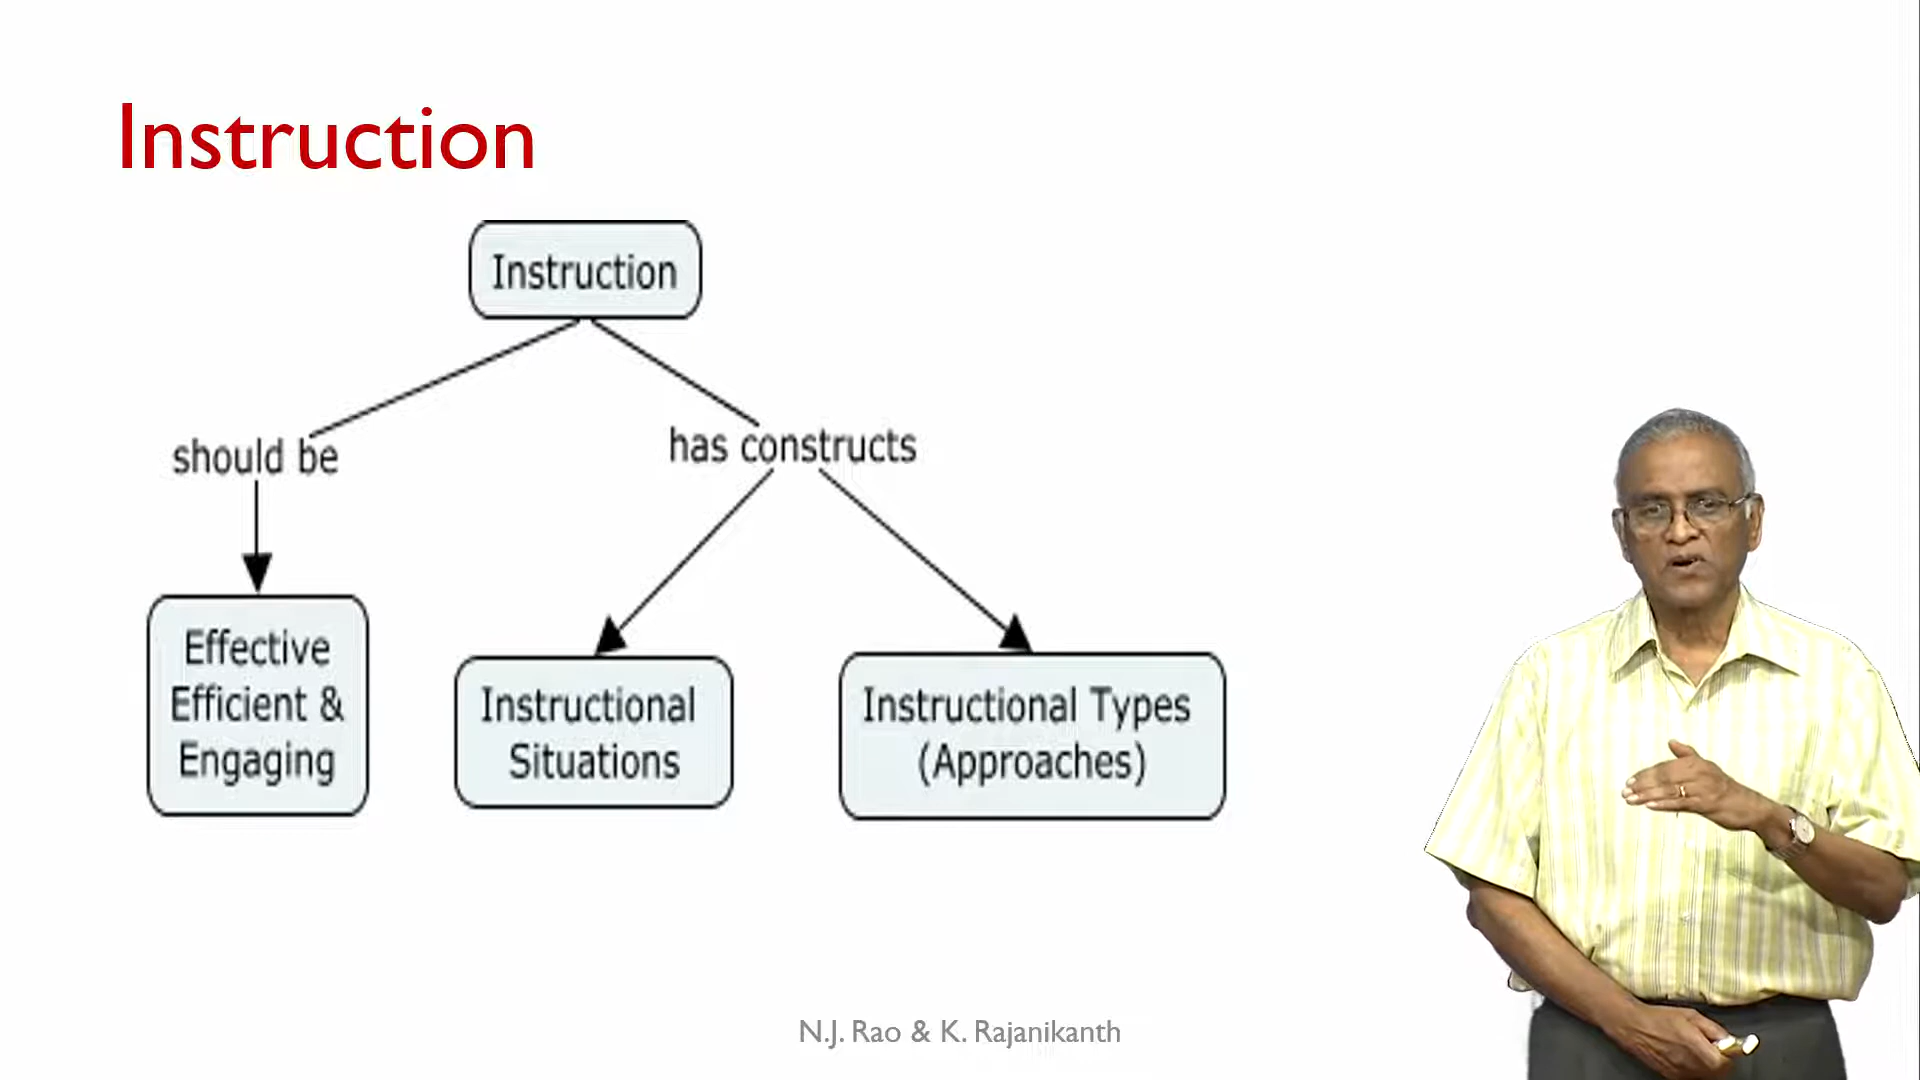 Instruction
Instruction
should be
has constructs
Effective
Efficient &
Engaging
Instructional
Situations
Instructional Types
(Approaches)
N.J. Rao & K. Rajanikanth